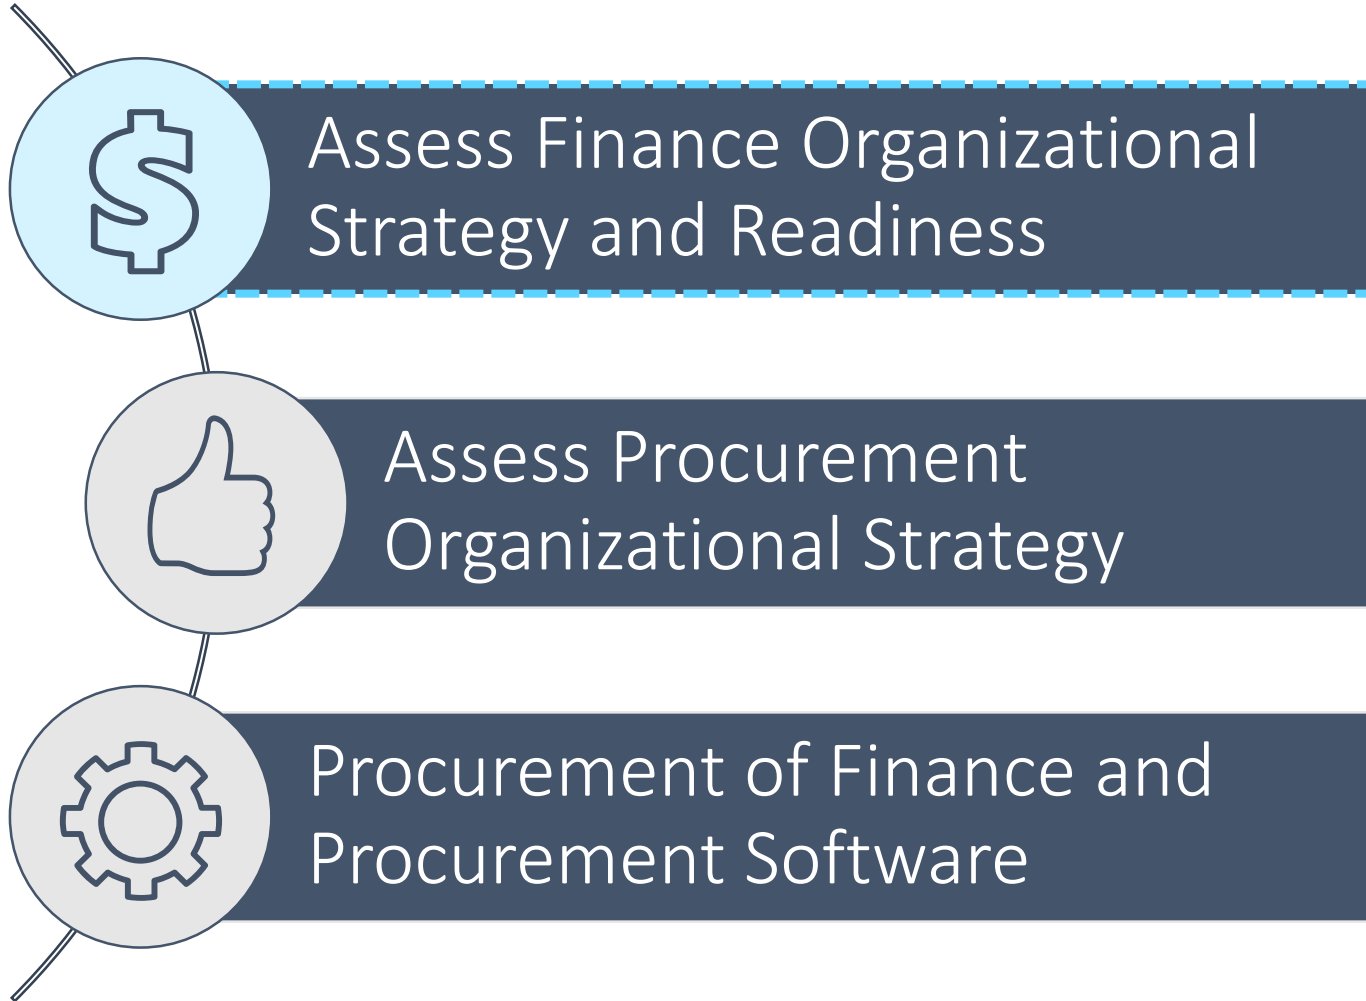 Assess Finance Organizational
Strategy and Readiness
Assess Procurement
Organizational Strategy
Procurement of Finance and
Procurement Software